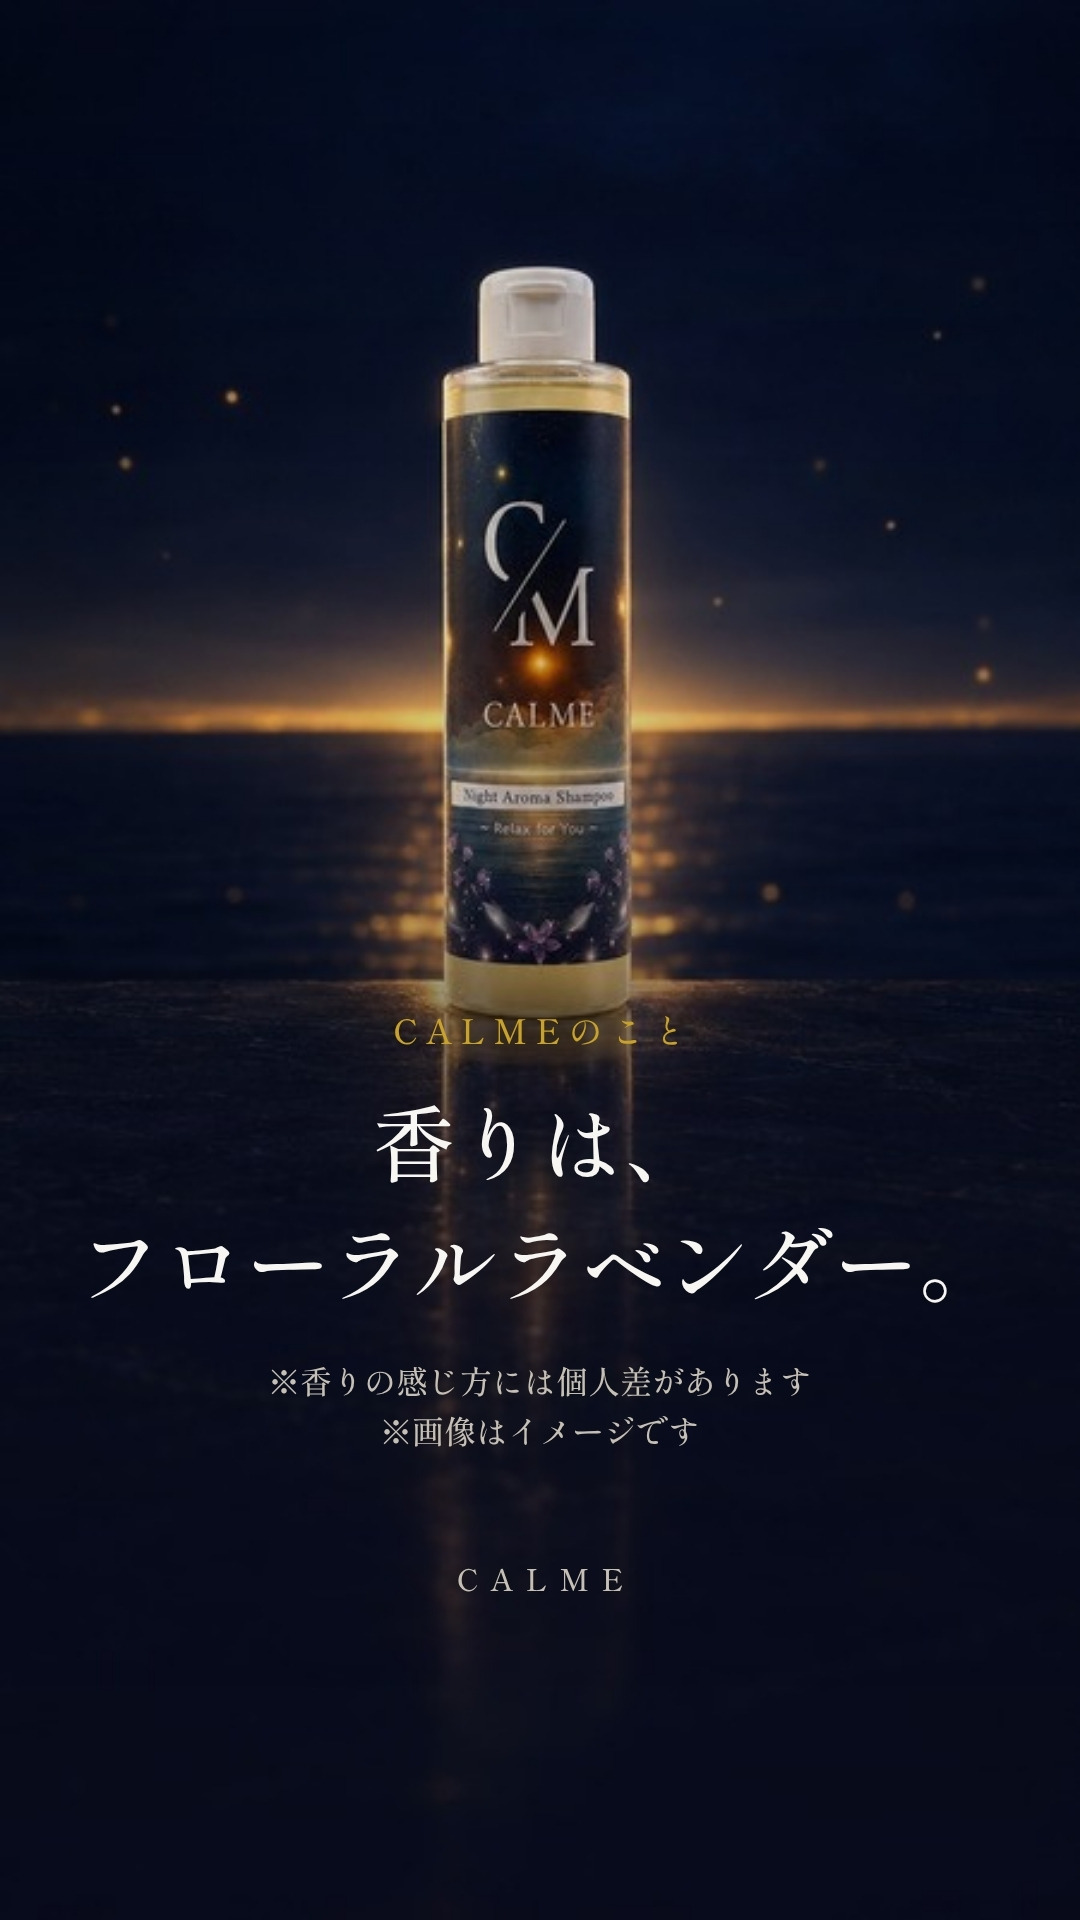 C/M
CALME
Night Aroma Shampoo
~ Relax for You ~
CALMEのこと
香りは、
フローラルラベンダー。
※香りの感じ方には個人差があります
※画像はイメージです
CALME